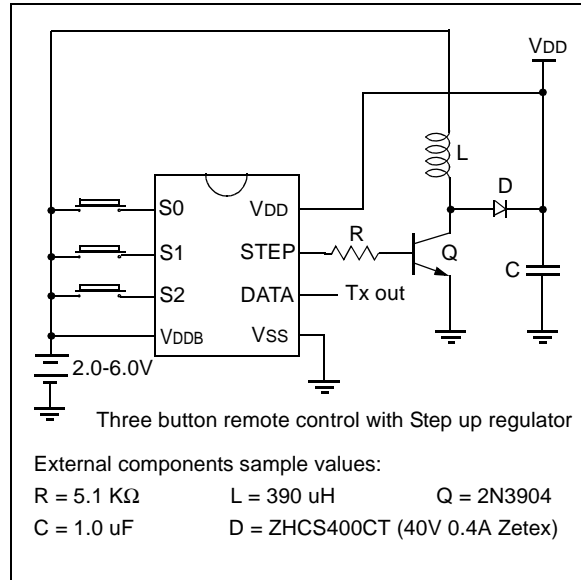 VDD
L
D
S0
VDD
R
S1
STEP
Q
C
S2
DATA
Tx out
VDDB
VSS
2.0-6.0V
Three button remote control with Step up regulator
External components sample values:
R = 5.1 KΩ L = 390 uH Q = 2N3904
C = 1.0 uF D = ZHCS400CT (40V 0.4A Zetex)